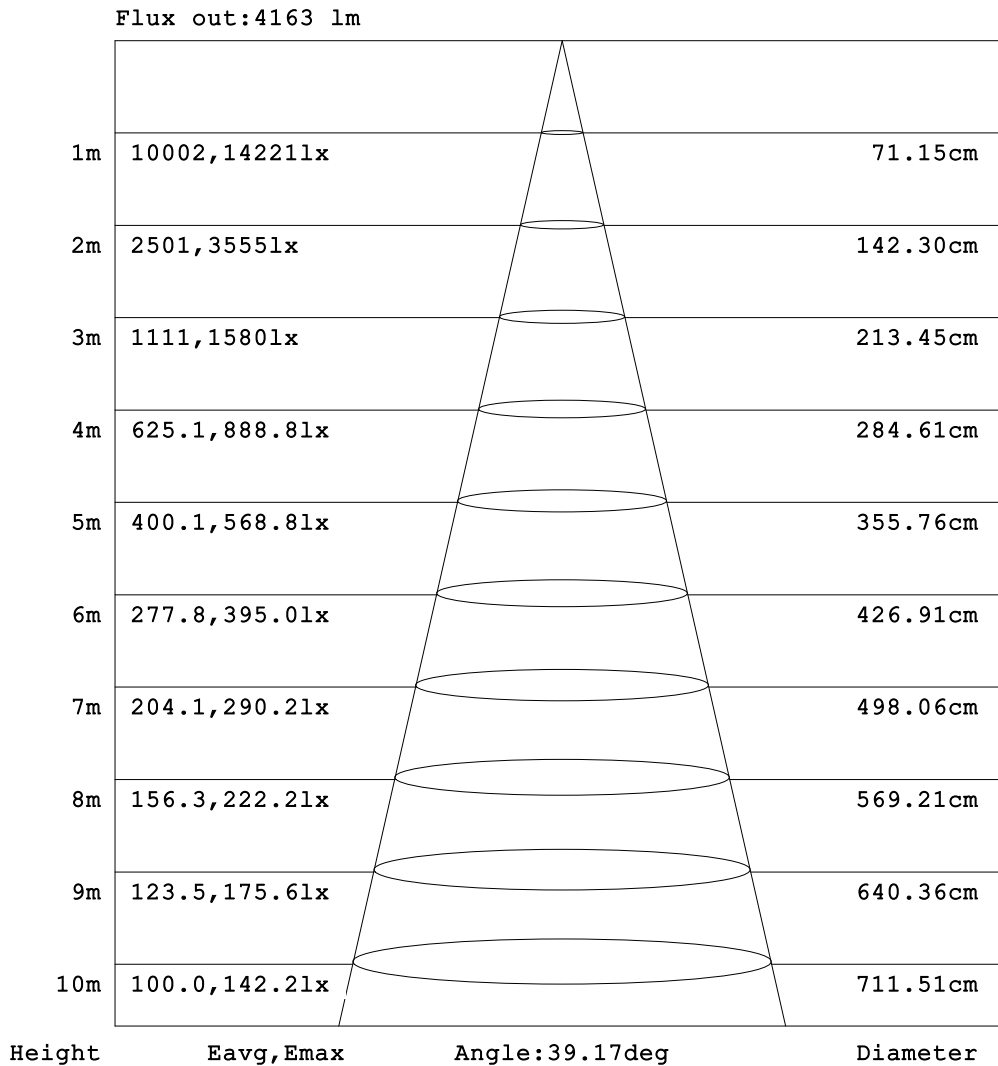 Flux out:4163 lm
1m 10002,14221lx 71.15cm
2m 2501,3555lx 142.30cm
3m 1111,1580lx 213.45cm
4m 625.1,888.8lx 284.61cm
5m 400.1,568.8lx 355.76cm
6m 277.8,395.0lx 426.91cm
7m 204.1,290.2lx 498.06cm
8m 156.3,222.2lx 569.21cm
9m 123.5,175.6lx 640.36cm
10m 100.0,142.2lx 711.51cm
Height Eavg,Emax Angle:39.17deg Diameter